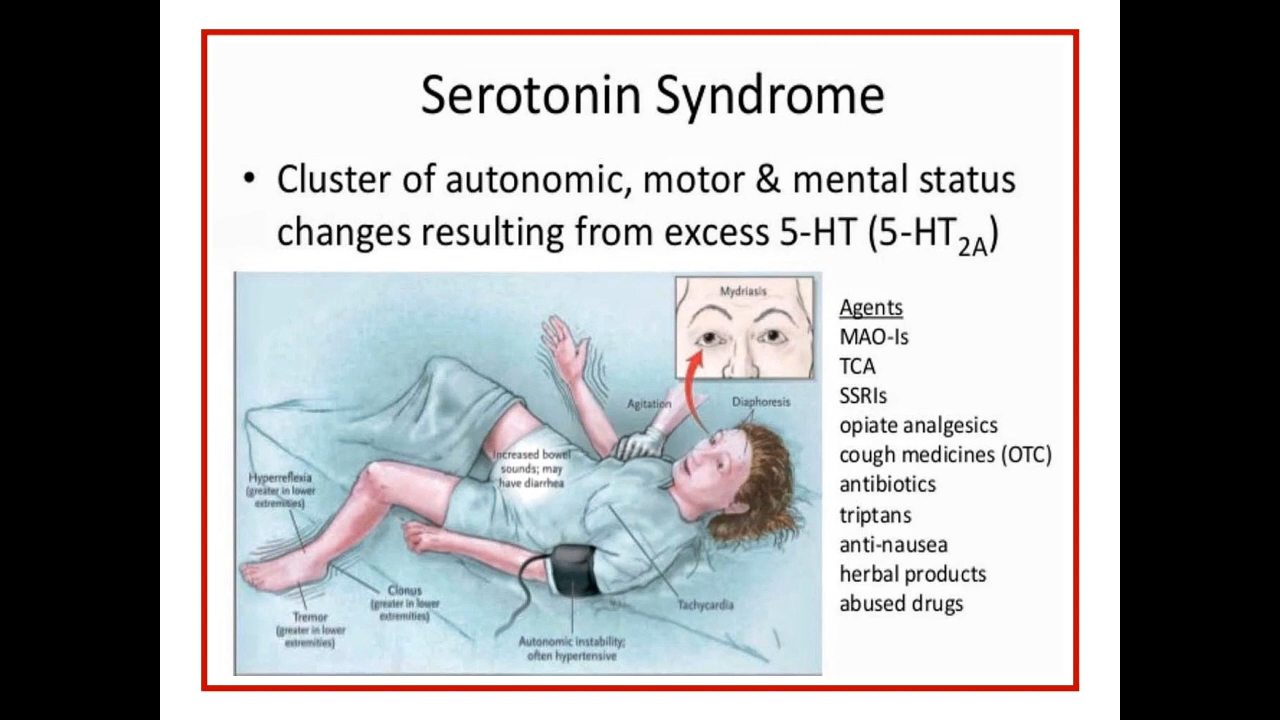 Serotonin Syndrome
• Cluster of autonomic, motor & mental status
changes resulting from excess 5-HT (5-HT2A)
Mydriasis
Agitation
Diaphoresis
Increased bowel
sounds; may
have diarrhea
Hyperreflexia
(greater in lower
extremities)
Clonus
(greater in lower
extremities)
Tremor
(greater in lower
extremities)
Tachycardia
Autonomic instability;
often hypertensive
Agents
MAO-Is
TCA
SSRIs
opiate analgesics
cough medicines (OTC)
antibiotics
triptans
anti-nausea
herbal products
abused drugs